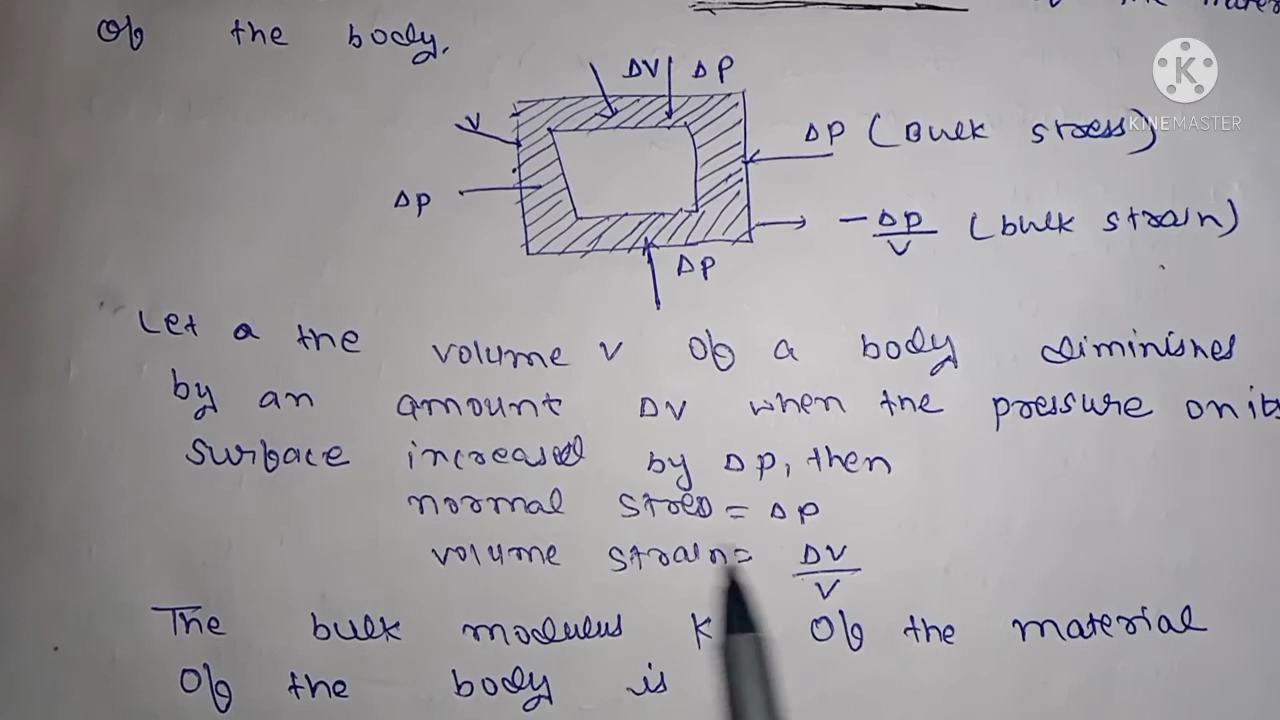 of the body.
ΔV ΔP
V
ΔP (Bulk stress)
ΔP
-ΔP/V (bulk strain)
ΔP
Let a the volume V of a body diminishes
by an amount ΔV when the pressure on its
surface increased by ΔP, then
normal stress = ΔP
volume strain = ΔV/V
The bulk modulus K of the material
of the body is
K
KINEMASTER